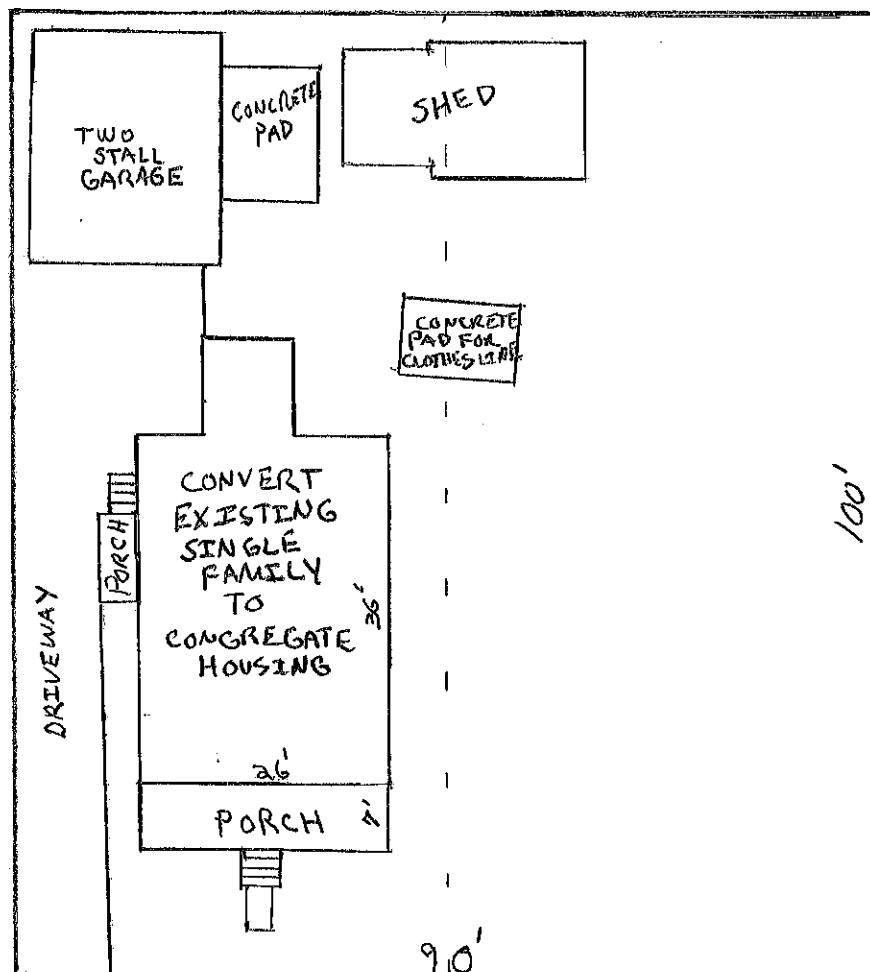 TWO
STALL
GARAGE
CONCRETE
PAD
SHED
CONCRETE
PAD FOR
CLOTHES LINE
CONVERT
EXISTING
SINGLE
FAMILY
TO
CONGREGATE
HOUSING
PORCH
36'
100'
DRIVEWAY
26'
PORCH
7'
90'